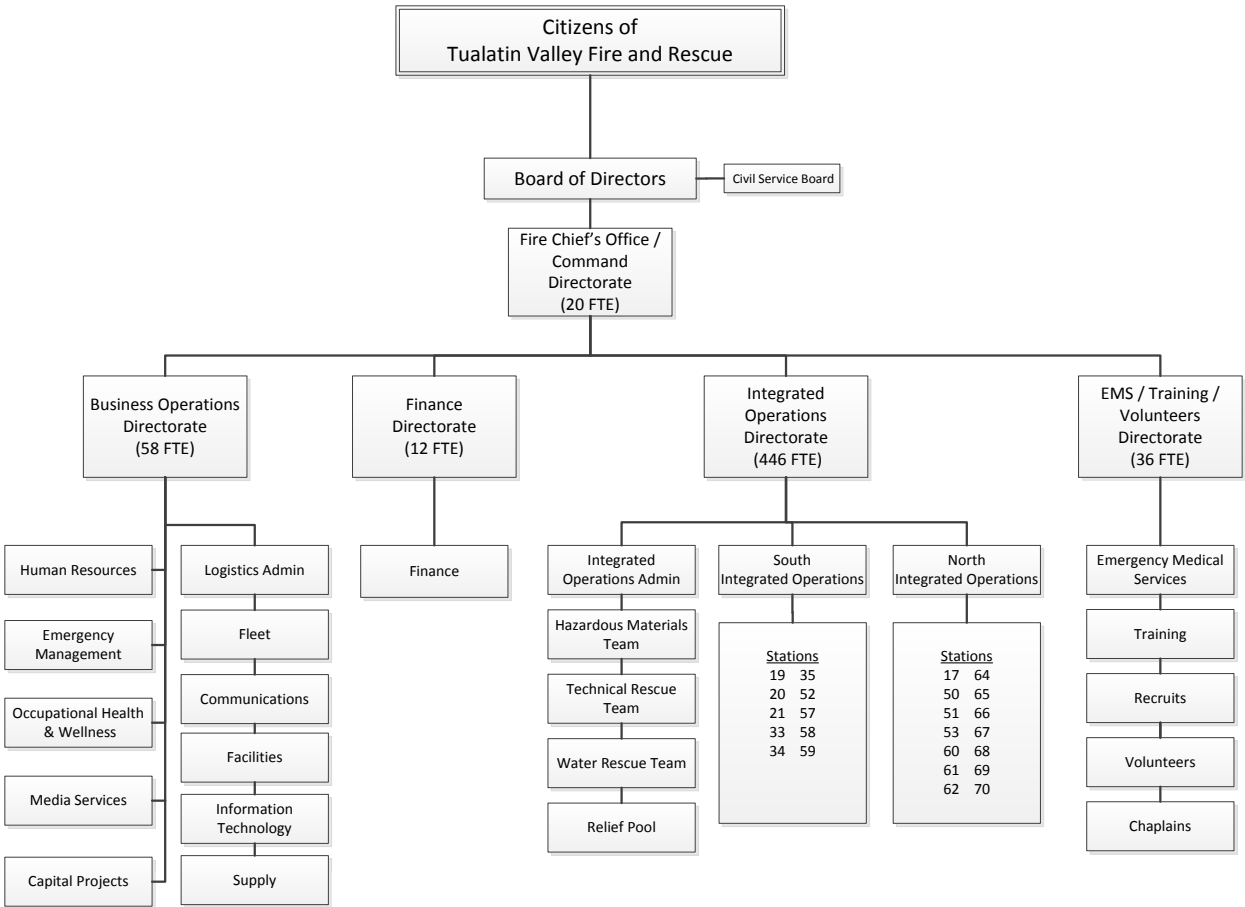 Citizens of
Tualatin Valley Fire and Rescue
Board of Directors
Civil Service Board
Fire Chief's Office /
Command
Directorate
(20 FTE)
Business Operations
Directorate
(58 FTE)
Finance
Directorate
(12 FTE)
Integrated
Operations
Directorate
(446 FTE)
EMS / Training /
Volunteers
Directorate
(36 FTE)
Human Resources
Emergency
Management
Occupational Health
& Wellness
Media Services
Capital Projects
Logistics Admin
Fleet
Communications
Facilities
Information
Technology
Supply
Finance
Integrated
Operations Admin
Hazardous Materials
Team
Technical Rescue
Team
Water Rescue Team
Relief Pool
South
Integrated Operations
Stations
19 35
20 52
21 57
33 58
34 59
North
Integrated Operations
Stations
17 64
50 65
51 66
53 67
60 68
61 69
62 70
Emergency Medical
Services
Training
Recruits
Volunteers
Chaplains